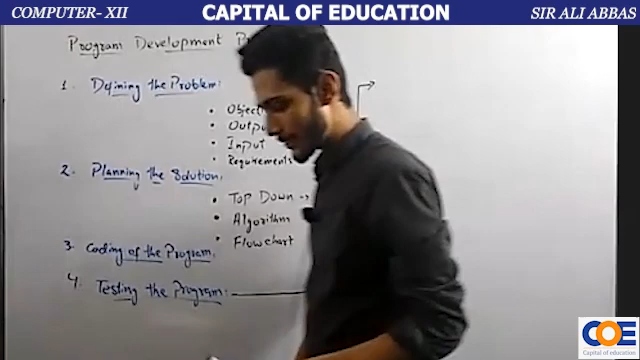 COMPUTER- XII
CAPITAL OF EDUCATION
SIR ALI ABBAS
Program Development
1. Defining the Problem:
• Objecti
• Outpu
• Input
• Requirements
2. Planning the Solution.
• Top Down →
• Algorithm
• Flowchart
3. Coding of the Program.
4. Testing the Program:
COE
Capital of education